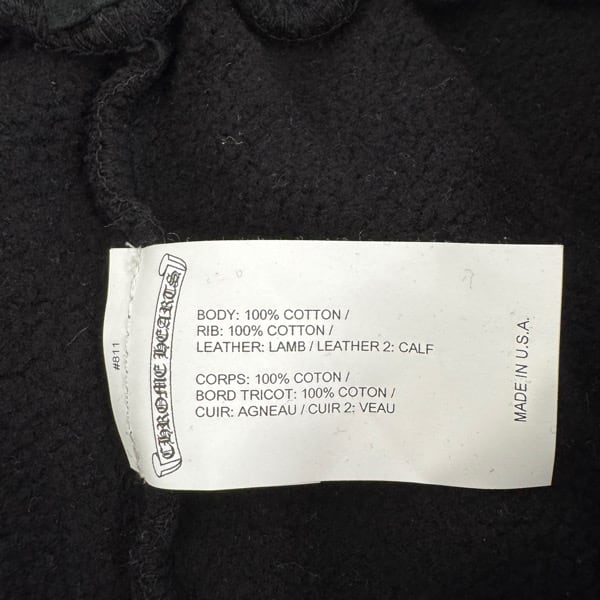 #811
CHROME HEARTS
BODY: 100% COTTON /
RIB: 100% COTTON /
LEATHER: LAMB / LEATHER 2: CALF
CORPS: 100% COTON /
BORD TRICOT: 100% COTON /
CUIR: AGNEAU / CUIR 2: VEAU
MADE IN U.S.A.